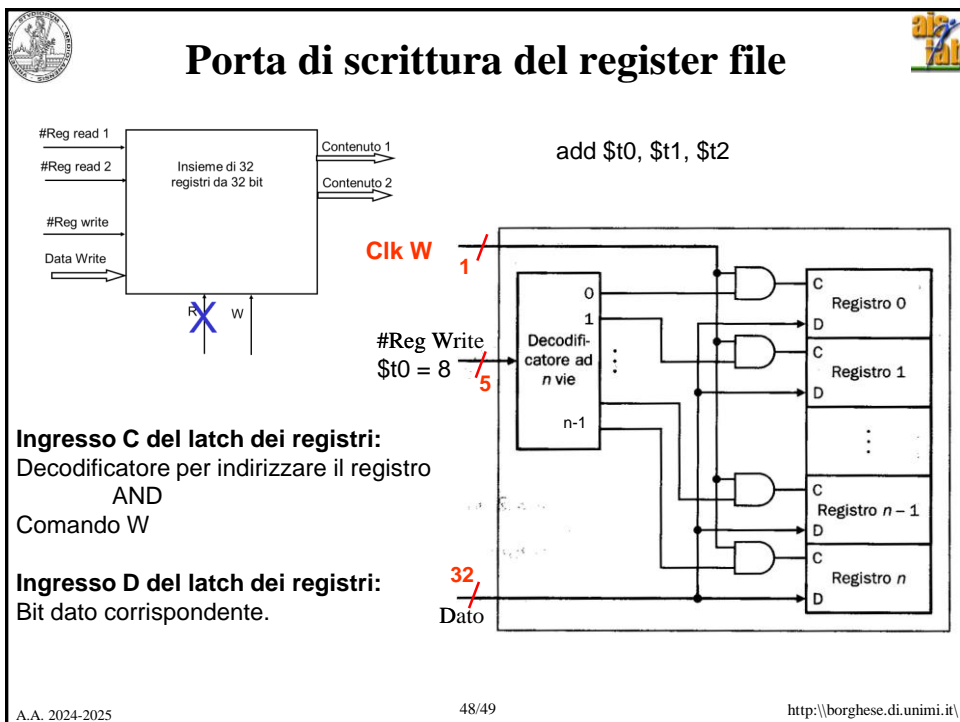 Porta di scrittura del register file
#Reg read 1
#Reg read 2
#Reg write
Data Write
Insieme di 32
registri da 32 bit
Contenuto 1
Contenuto 2
R
X
W
add $t0, $t1, $t2
Clk W
1
#Reg Write
$t0 = 8
5
Decodifi-
catore ad
n vie
0
1
⋮
n-1
C
Registro 0
D
C
Registro 1
D
⋮
C
Registro n – 1
D
C
Registro n
D
32
Dato
Ingresso C del latch dei registri:
Decodificatore per indirizzare il registro
AND
Comando W
Ingresso D del latch dei registri:
Bit dato corrispondente.
A.A. 2024-2025
48/49
http:\\borghese.di.unimi.it\